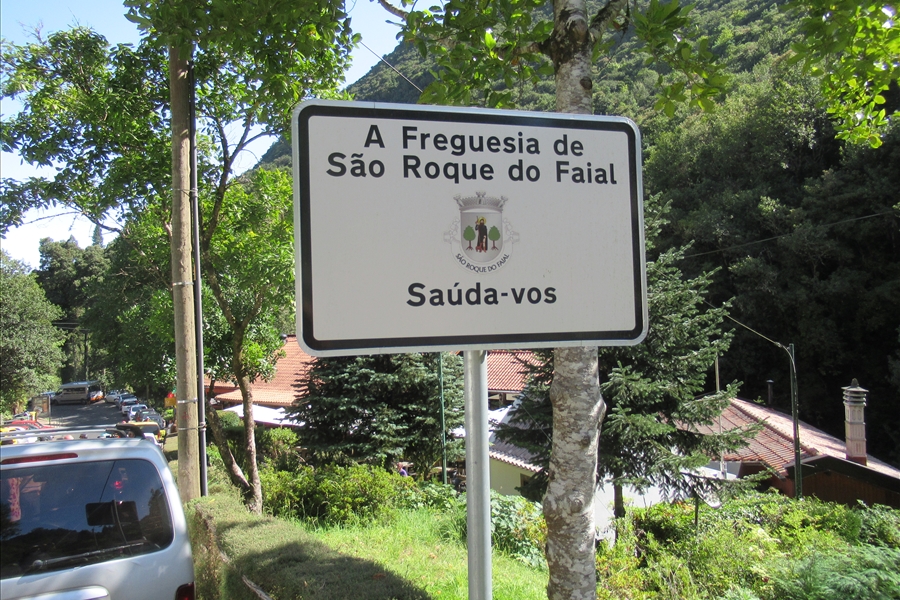 A Freguesia de
São Roque do Faial
SÃO ROQUE DO FAIAL
Saúda-vos